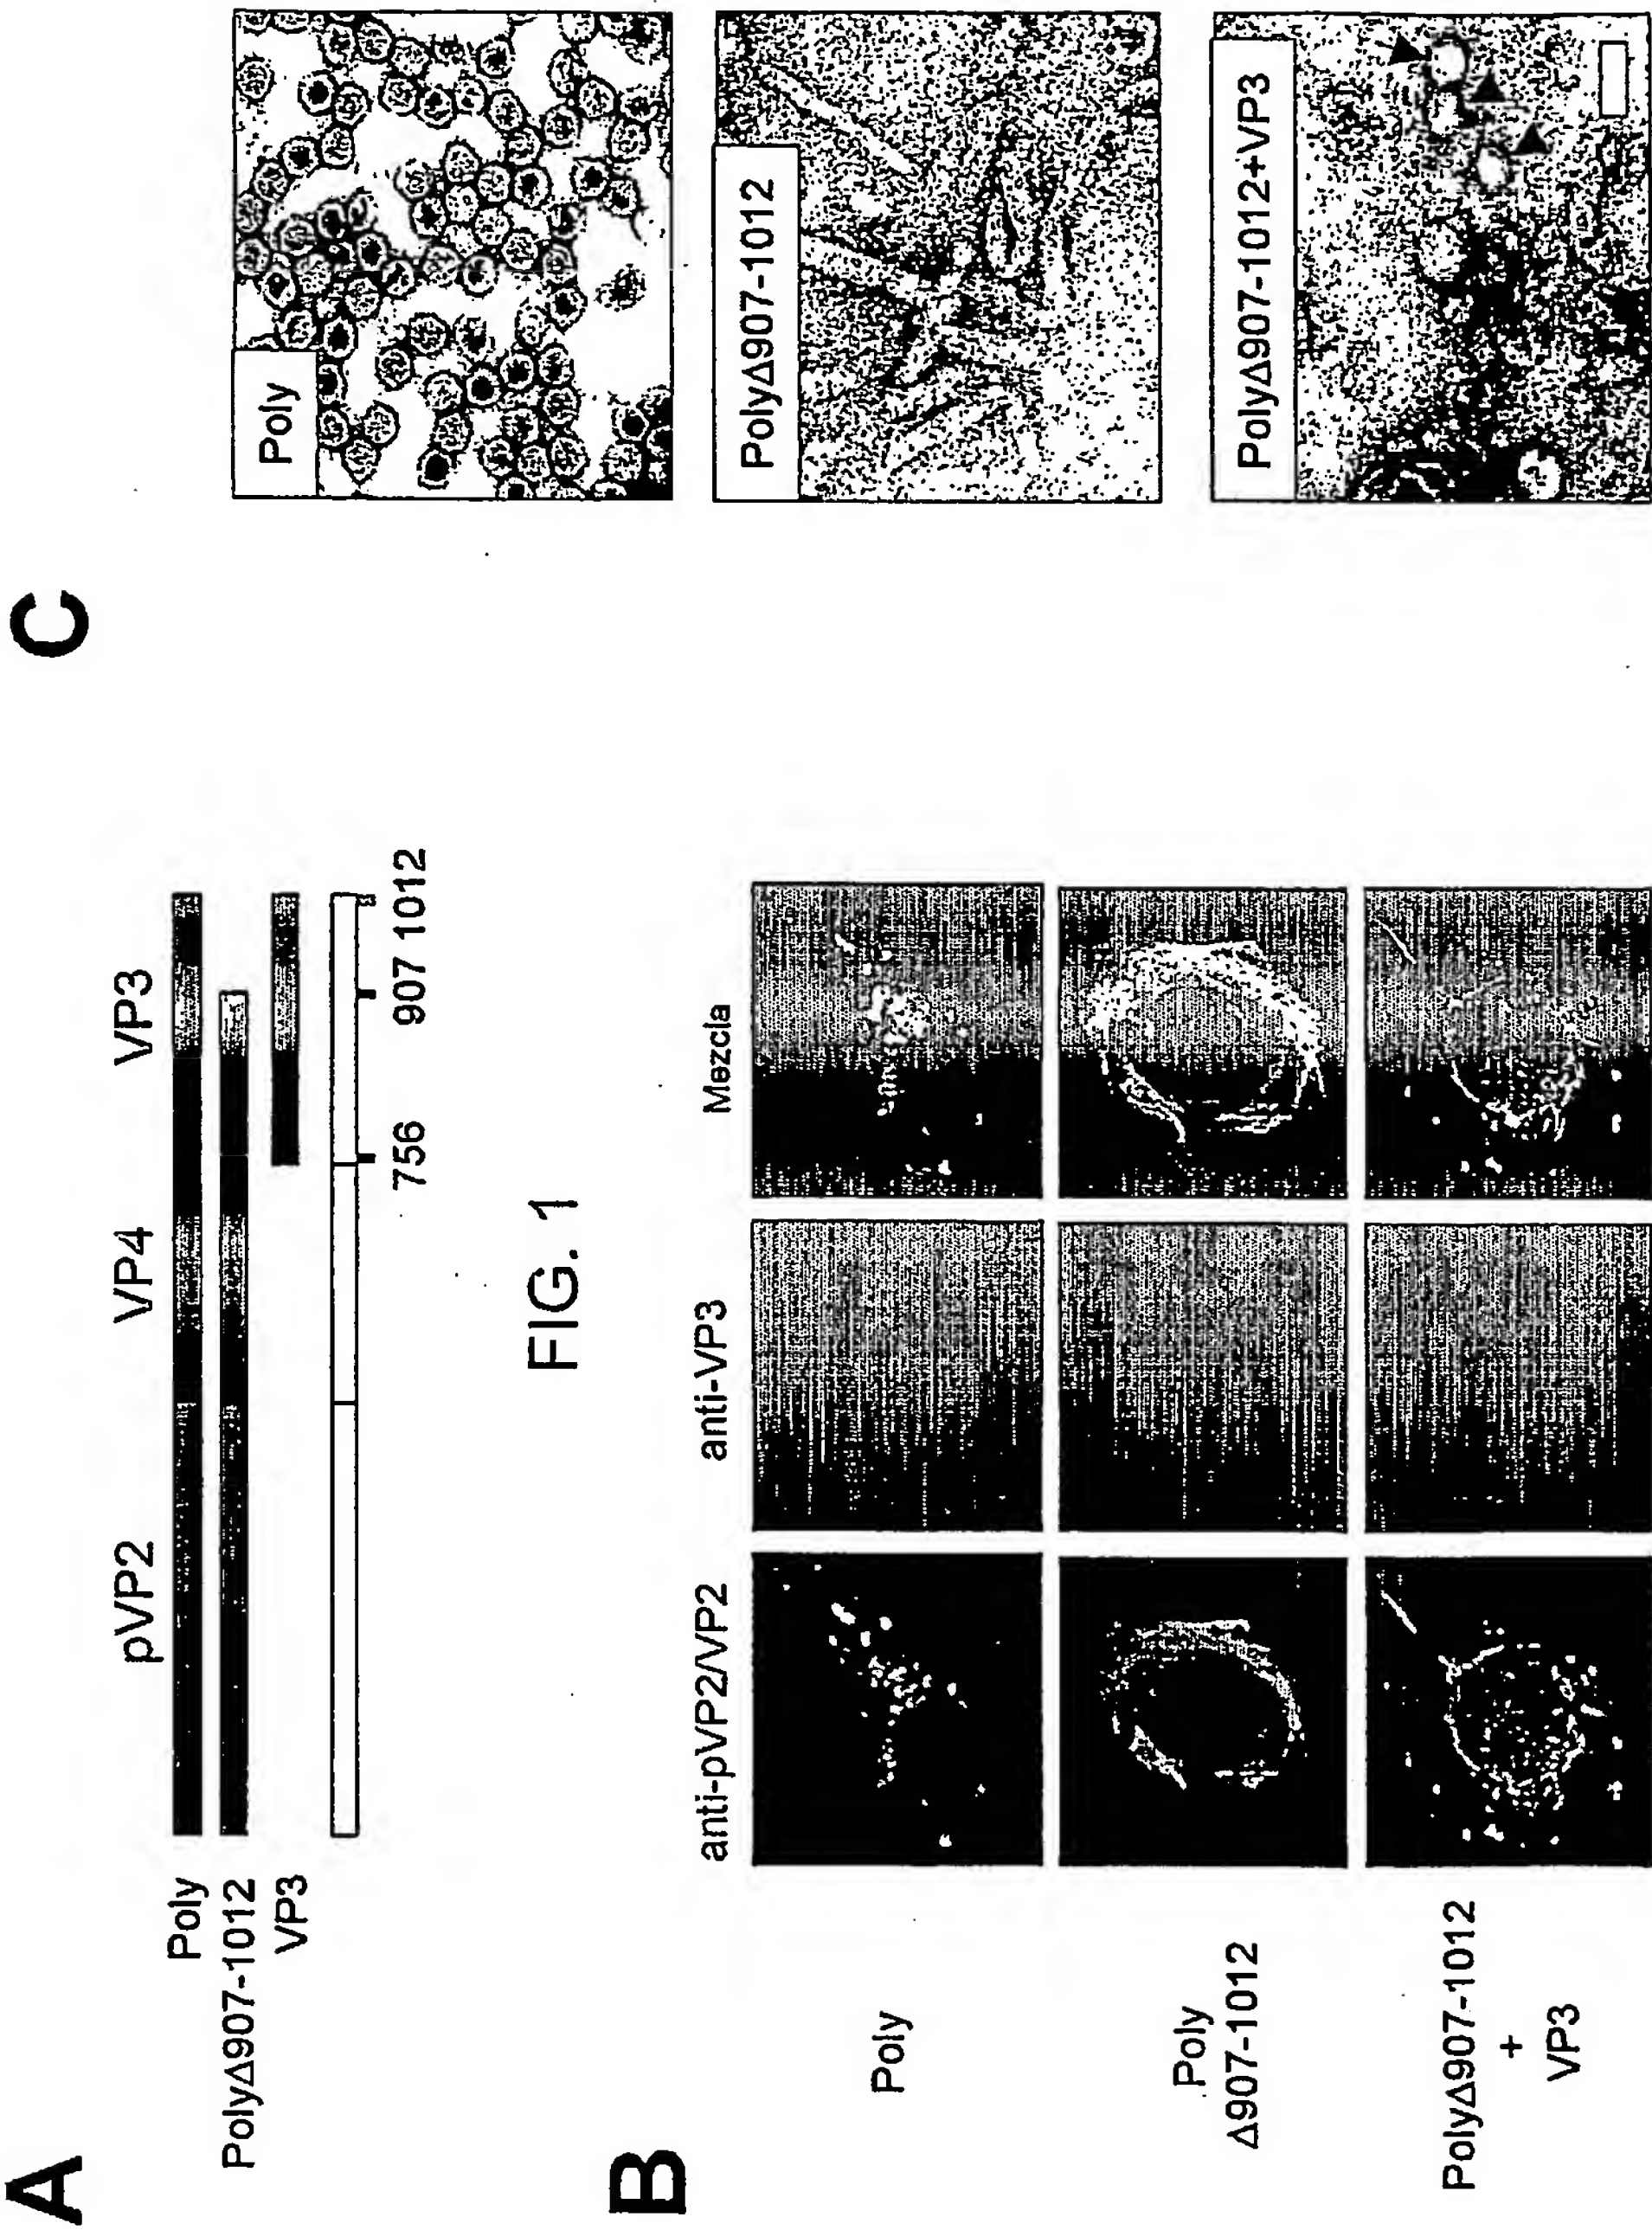 A
pVP2 VP4 VP3
Poly
PolyΔ907-1012
VP3
756 907 1012
FIG. 1
B
anti-pVP2/VP2 anti-VP3 Mezcla
Poly
Poly
Δ907-1012
PolyΔ907-1012
+
VP3
C
Poly
PolyΔ907-1012
PolyΔ907-1012+VP3